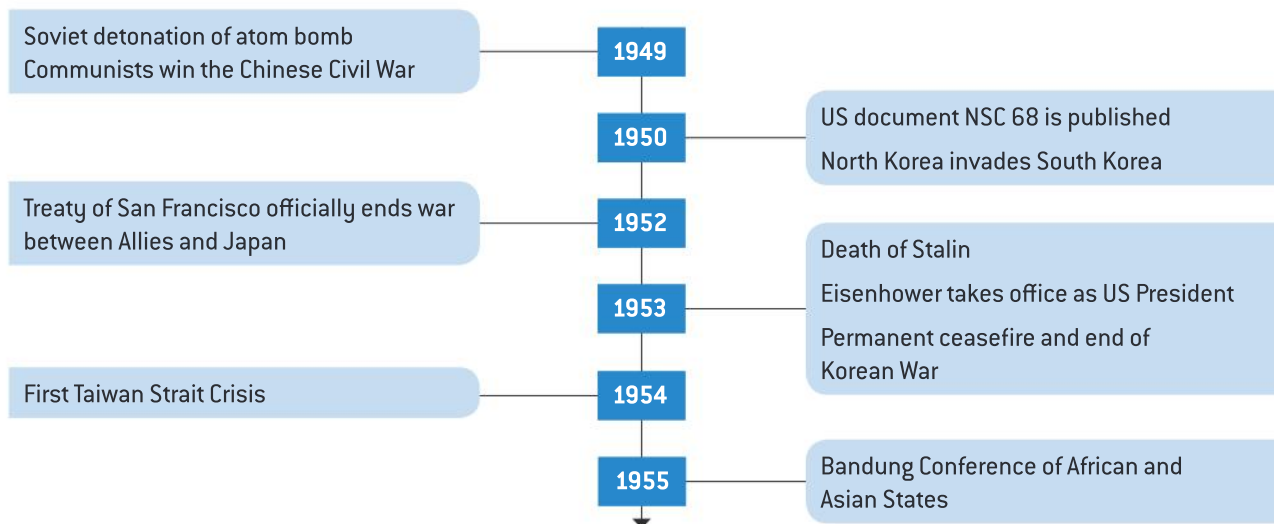 Soviet detonation of atom bomb
Communists win the Chinese Civil War
1949
1950
US document NSC 68 is published
North Korea invades South Korea
Treaty of San Francisco officially ends war
between Allies and Japan
1952
1953
Death of Stalin
Eisenhower takes office as US President
Permanent ceasefire and end of
Korean War
First Taiwan Strait Crisis
1954
1955
Bandung Conference of African and
Asian States